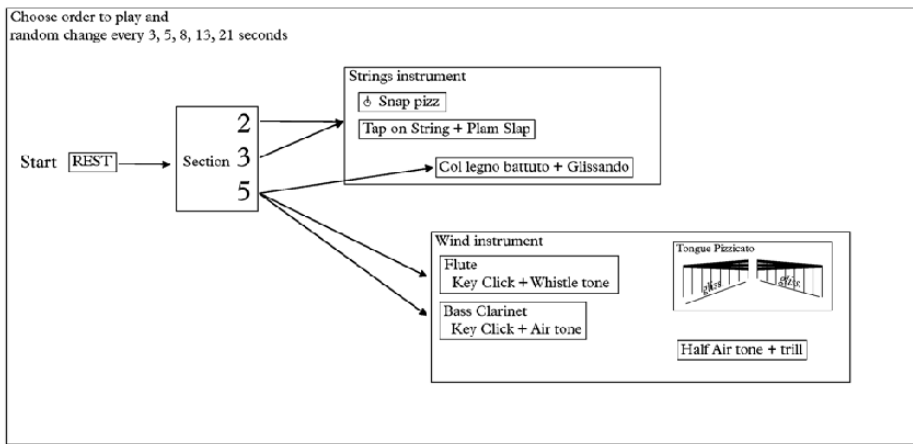 Choose order to play and
random change every 3, 5, 8, 13, 21 seconds
Strings instrument
Snap pizz
Tap on String + Plam Slap
Col legno battuto + Glissando
Start REST
Section
2
3
5
Wind instrument
Flute
Key Click + Whistle tone
Bass Clarinet
Key Click + Air tone
Tongue Pizzicato
gliss. gliss.
Half Air tone + trill